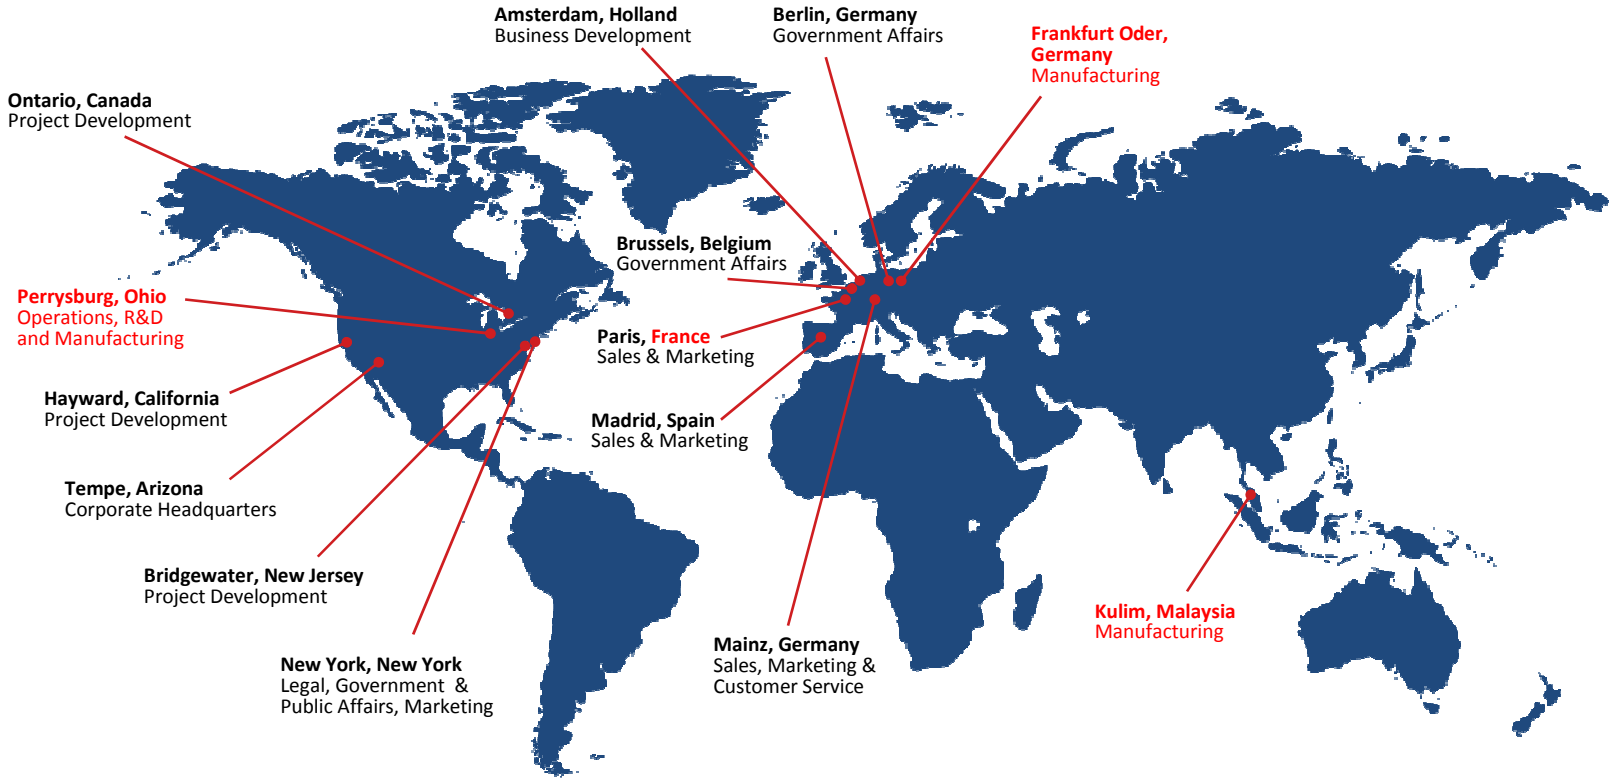 Amsterdam, Holland
Business Development
Berlin, Germany
Government Affairs
Frankfurt Oder,
Germany
Manufacturing
Ontario, Canada
Project Development
Brussels, Belgium
Government Affairs
Perrysburg, Ohio
Operations, R&D
and Manufacturing
Paris, France
Sales & Marketing
Hayward, California
Project Development
Madrid, Spain
Sales & Marketing
Tempe, Arizona
Corporate Headquarters
Bridgewater, New Jersey
Project Development
Kulim, Malaysia
Manufacturing
Mainz, Germany
Sales, Marketing &
Customer Service
New York, New York
Legal, Government  &
Public Affairs, Marketing